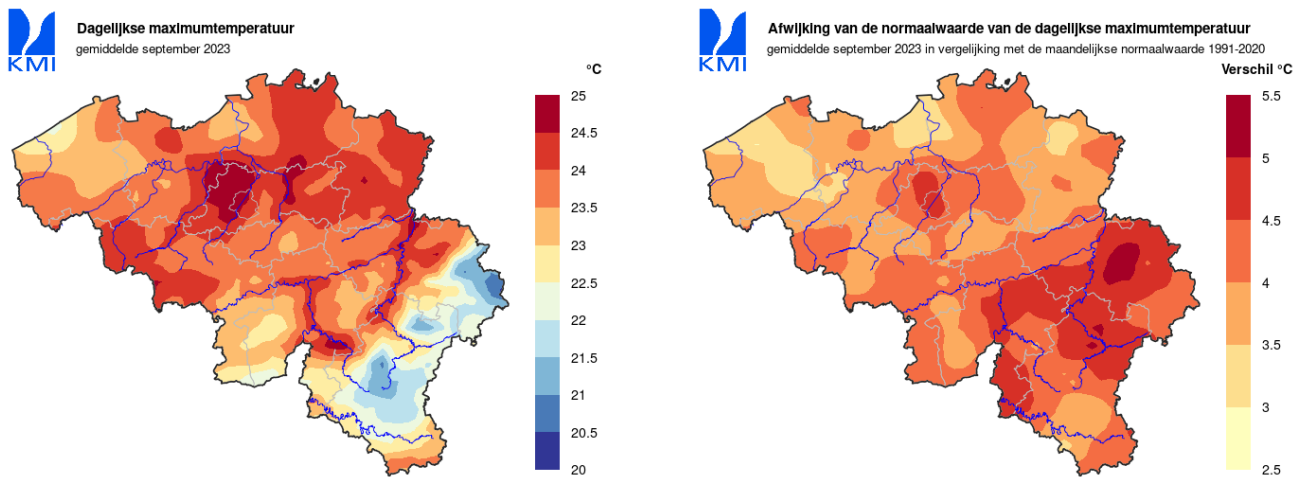 KMI
Dagelijkse maximumtemperatuur
gemiddelde september 2023
°C
25
24.5
24
23.5
23
22.5
22
21.5
21
20.5
20
KMI
Afwijking van de normaalwaarde van de dagelijkse maximumtemperatuur
gemiddelde september 2023 in vergelijking met de maandelijkse normaalwaarde 1991-2020
Verschil °C
5.5
5
4.5
4
3.5
3
2.5